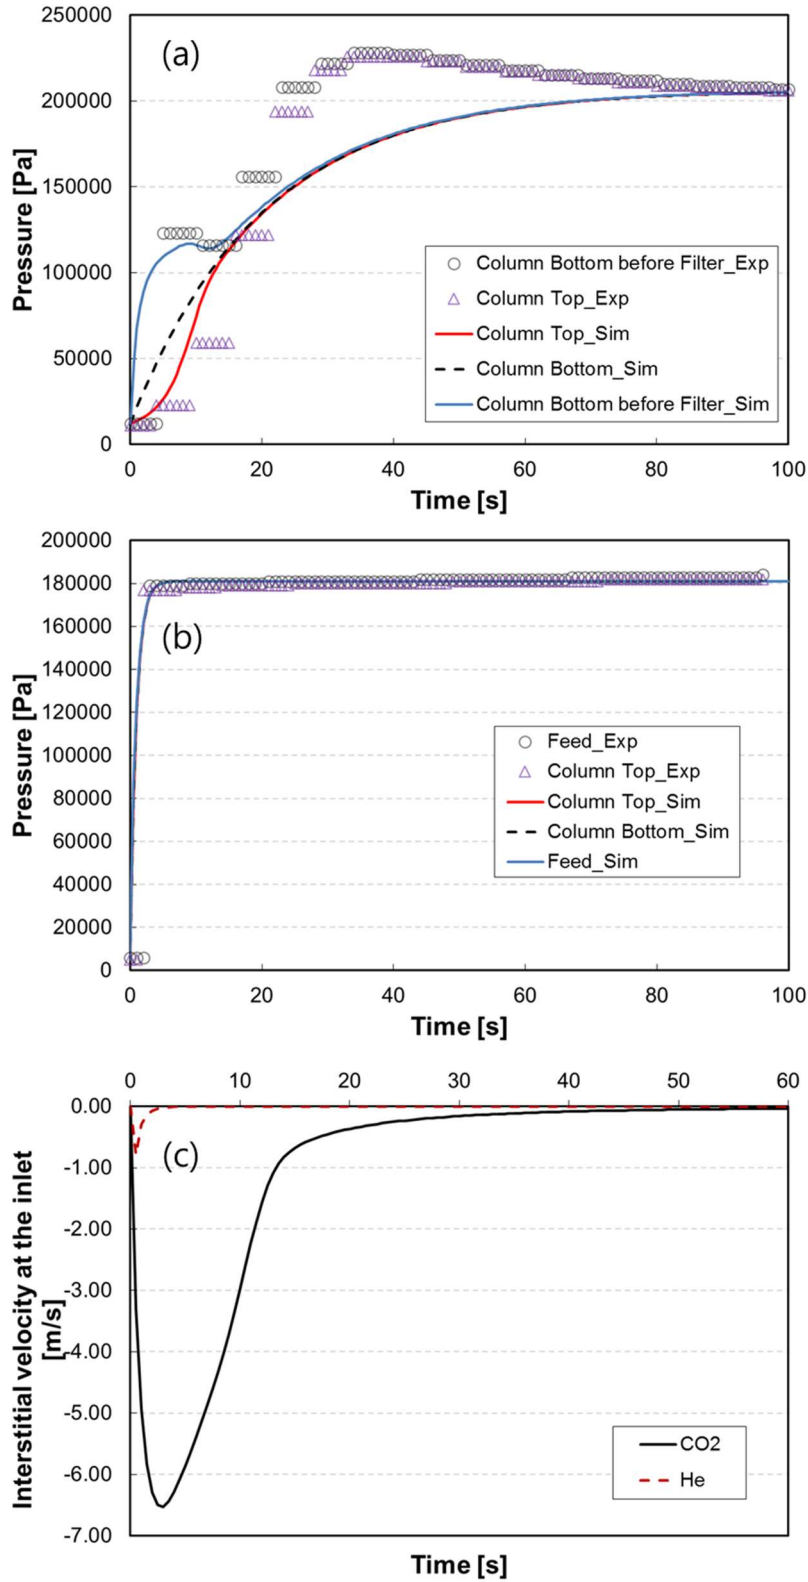 250000
(a)
200000
150000
100000
50000
0
Pressure [Pa]
Column Bottom before Filter_Exp
Column Top_Exp
Column Top_Sim
Column Bottom_Sim
Column Bottom before Filter_Sim
0 20 40 60 80 100
Time [s]
200000
180000
160000
(b)
140000
120000
100000
80000
60000
40000
20000
0
Pressure [Pa]
Feed_Exp
Column Top_Exp
Column Top_Sim
Column Bottom_Sim
Feed_Sim
0 20 40 60 80 100
Time [s]
0 10 20 30 40 50 60
0.00
(c)
-1.00
-2.00
-3.00
-4.00
-5.00
-6.00
-7.00
Interstitial velocity at the inlet
[m/s]
CO2
He
Time [s]